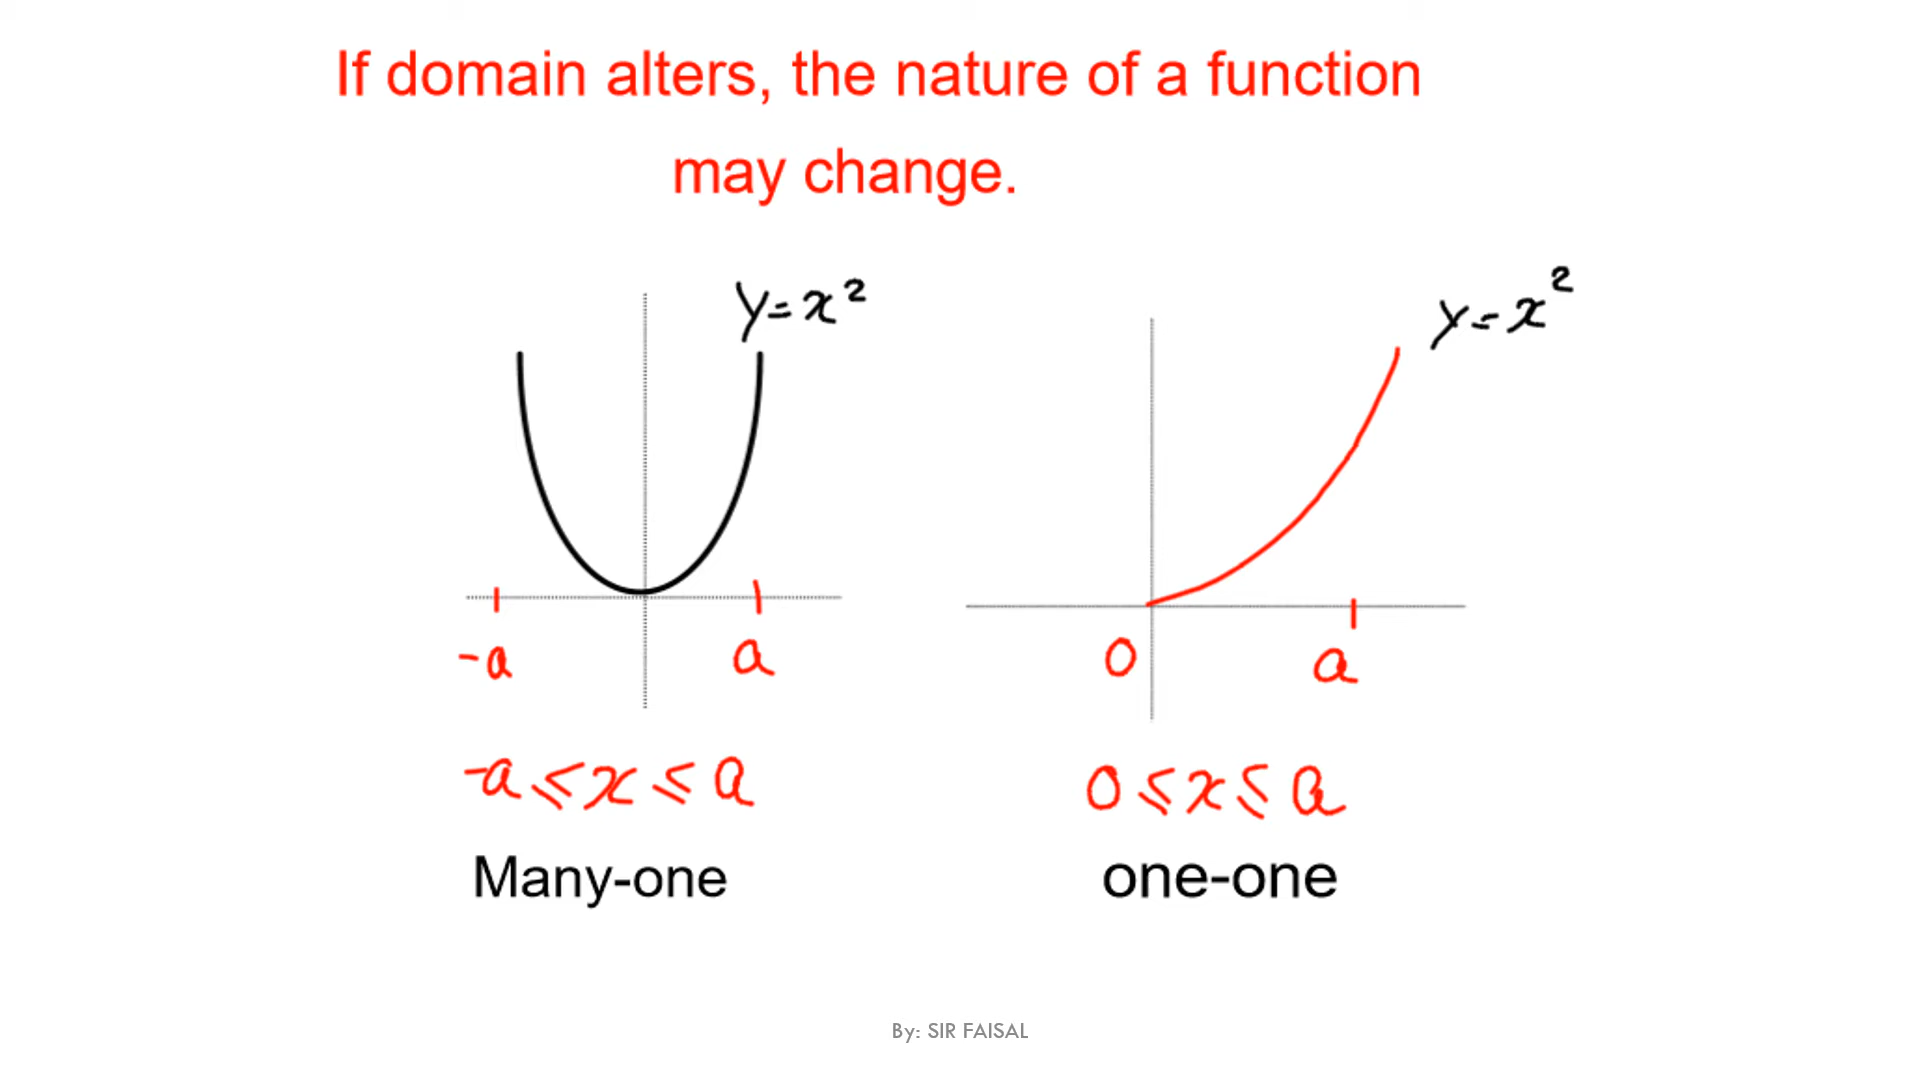 If domain alters, the nature of a function
may change.
y=x²
y=x²
-a
a
0
a
-a≤x≤a
0≤x≤a
Many-one
one-one
By: SIR FAISAL